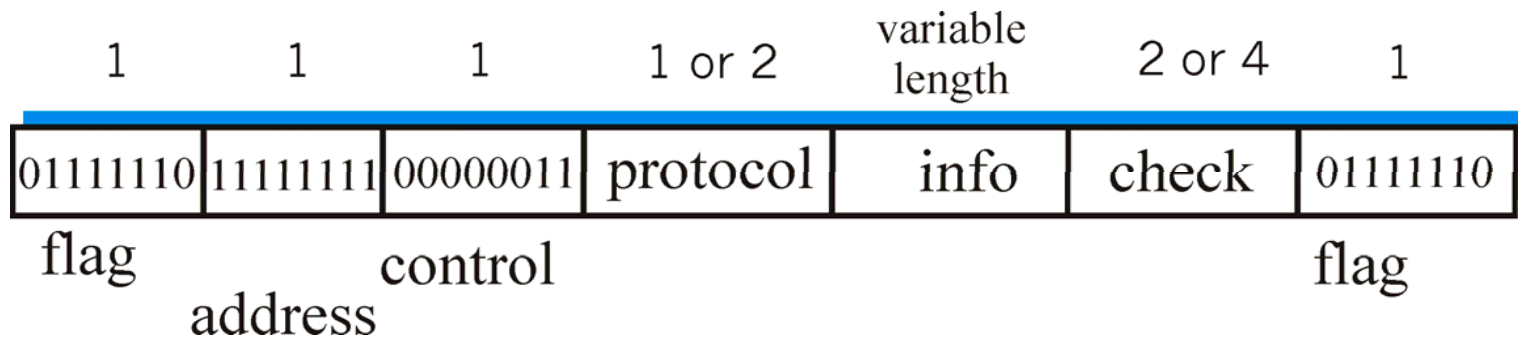 1 1 1 1 or 2 variable length 2 or 4 1
01111110 11111111 00000011 protocol info check 01111110
flag control flag
address